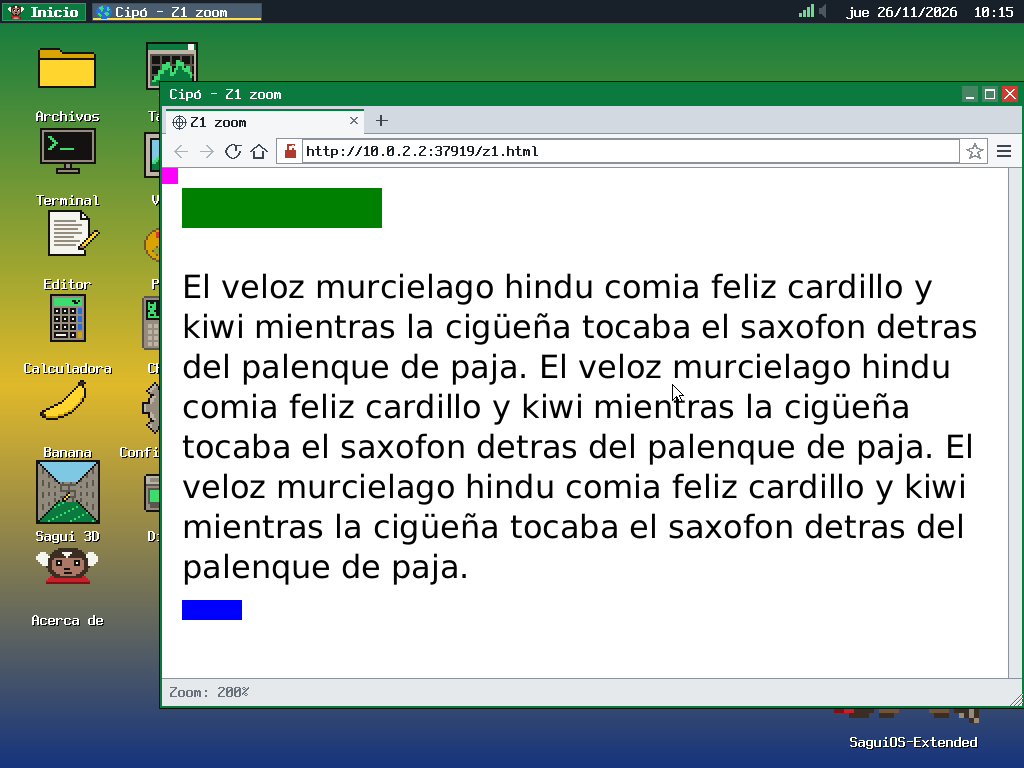 Inicio
Cipó - Z1 zoom
jue 26/11/2026 10:15
Archivos
Terminal
Editor
Calculadora
Banana
Sagui 3D
Acerca de
Cipó - Z1 zoom
Z1 zoom
http://10.0.2.2:37919/z1.html
El veloz murcielago hindu comia feliz cardillo y
kiwi mientras la cigüeña tocaba el saxofon detras
del palenque de paja. El veloz murcielago hindu
comia feliz cardillo y kiwi mientras la cigüeña
tocaba el saxofon detras del palenque de paja. El
veloz murcielago hindu comia feliz cardillo y kiwi
mientras la cigüeña tocaba el saxofon detras del
palenque de paja.
Zoom: 200%
SaguiOS-Extended